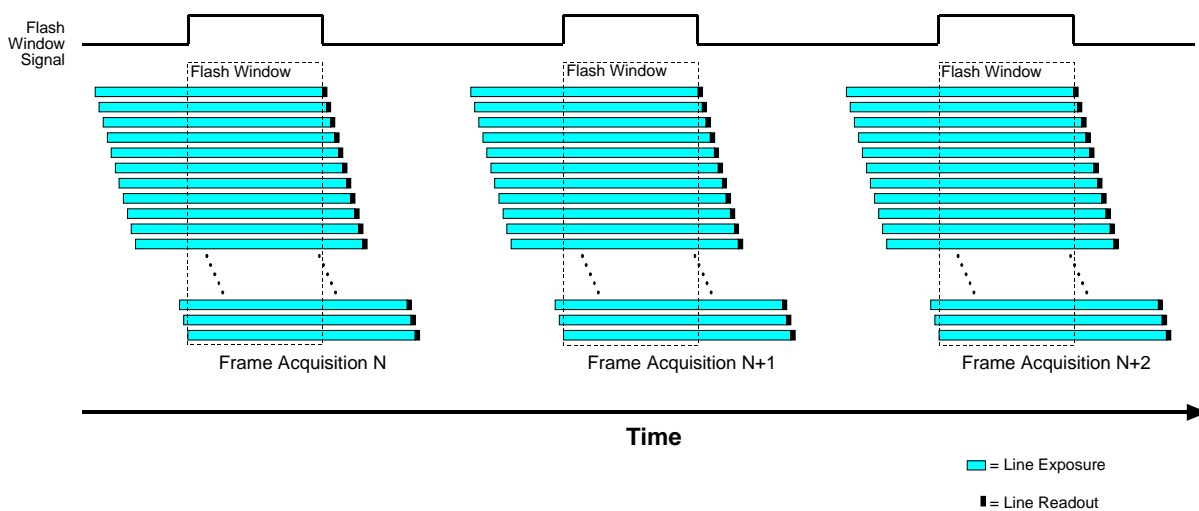 Flash
Window
Signal
Flash Window
Flash Window
Flash Window
Frame Acquisition N
Frame Acquisition N+1
Frame Acquisition N+2
Time
= Line Exposure
= Line Readout